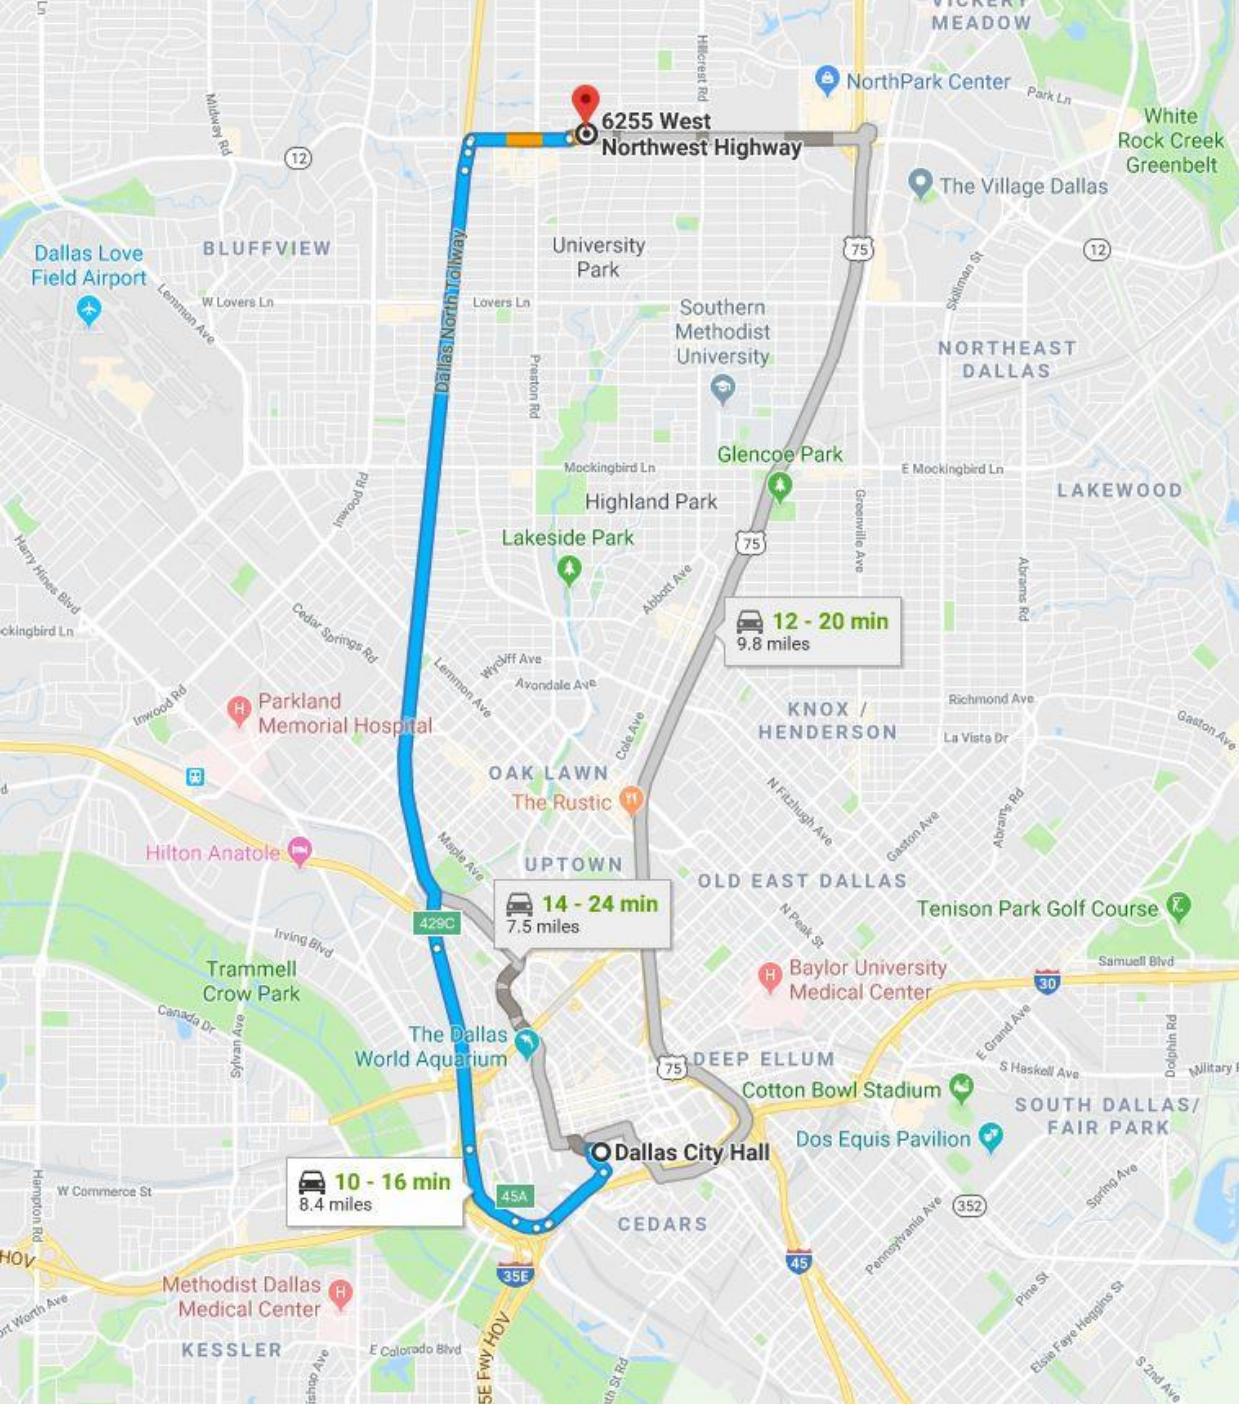 Ln
VICKERY
MEADOW
Hillcrest Rd
NorthPark Center
Park Ln
White
Rock Creek
Greenbelt
Midway Rd
6255 West
Northwest Highway
12
The Village Dallas
BLUFFVIEW
University
Park
75
12
Dallas Love
Field Airport
Dallas North Tollway
Skillman St
W Lovers Ln
Lovers Ln
Lemmon Ave
Southern
Methodist
University
NORTHEAST
DALLAS
Preston Rd
Glencoe Park
Mockingbird Ln
E Mockingbird Ln
LAKEWOOD
Highland Park
Inwood Rd
Greenville Ave
Lakeside Park
75
Harry Hines Blvd
Abbott Ave
Abrams Rd
12 - 20 min
9.8 miles
ockingbird Ln
Cedar Springs Rd
Wycliff Ave
Lemmon Ave
Avondale Ave
Inwood Rd
Parkland
Memorial Hospital
Richmond Ave
KNOX /
HENDERSON
Gaston Ave
La Vista Dr
Cole Ave
d
OAK LAWN
The Rustic
N Fitzhugh Ave
Abrams Rd
Gaston Ave
Hilton Anatole
Maple Ave
UPTOWN
OLD EAST DALLAS
14 - 24 min
7.5 miles
Tenison Park Golf Course
429C
N Peak St
Irving Blvd
Samuell Blvd
Trammell
Crow Park
Baylor University
Medical Center
30
Canada Dr
Sylvan Ave
The Dallas
World Aquarium
E Grand Ave
Dolphin Rd
75
DEEP ELLUM
S Haskell Ave
Military
Cotton Bowl Stadium
SOUTH DALLAS/
FAIR PARK
Dos Equis Pavilion
Dallas City Hall
10 - 16 min
8.4 miles
45A
W Commerce St
Hampton Rd
Spring Ave
352
CEDARS
Pennsylvania Ave
HOV
35E
45
Methodist Dallas
Medical Center
Pine St
ort Worth Ave
KESSLER
E Colorado Blvd
Elsie Faye Heggins St
S 2nd Ave
5E Fwy HOV
ishop Ave
th St Rd